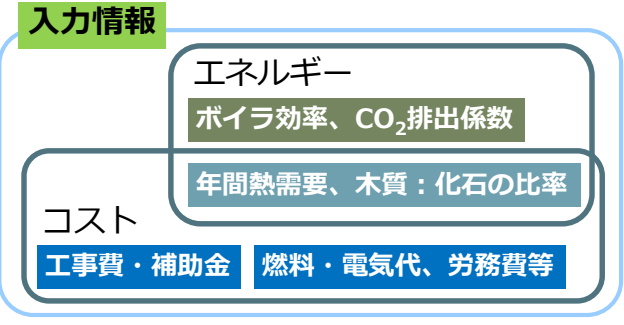 入力情報
エネルギー
ボイラ効率、CO₂排出係数
年間熱需要、木質：化石の比率
コスト
工事費・補助金
燃料・電気代、労務費等